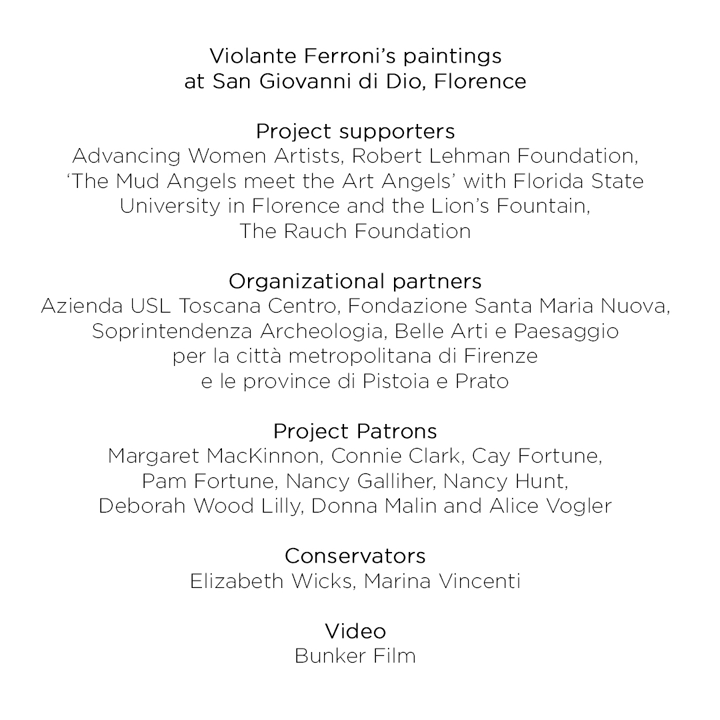 Violante Ferroni’s paintings
at San Giovanni di Dio, Florence
Project supporters
Advancing Women Artists, Robert Lehman Foundation,
‘The Mud Angels meet the Art Angels’ with Florida State
University in Florence and the Lion’s Fountain,
The Rauch Foundation
Organizational partners
Azienda USL Toscana Centro, Fondazione Santa Maria Nuova,
Soprintendenza Archeologia, Belle Arti e Paesaggio
per la città metropolitana di Firenze
e le province di Pistoia e Prato
Project Patrons
Margaret MacKinnon, Connie Clark, Cay Fortune,
Pam Fortune, Nancy Galliher, Nancy Hunt,
Deborah Wood Lilly, Donna Malin and Alice Vogler
Conservators
Elizabeth Wicks, Marina Vincenti
Video
Bunker Film